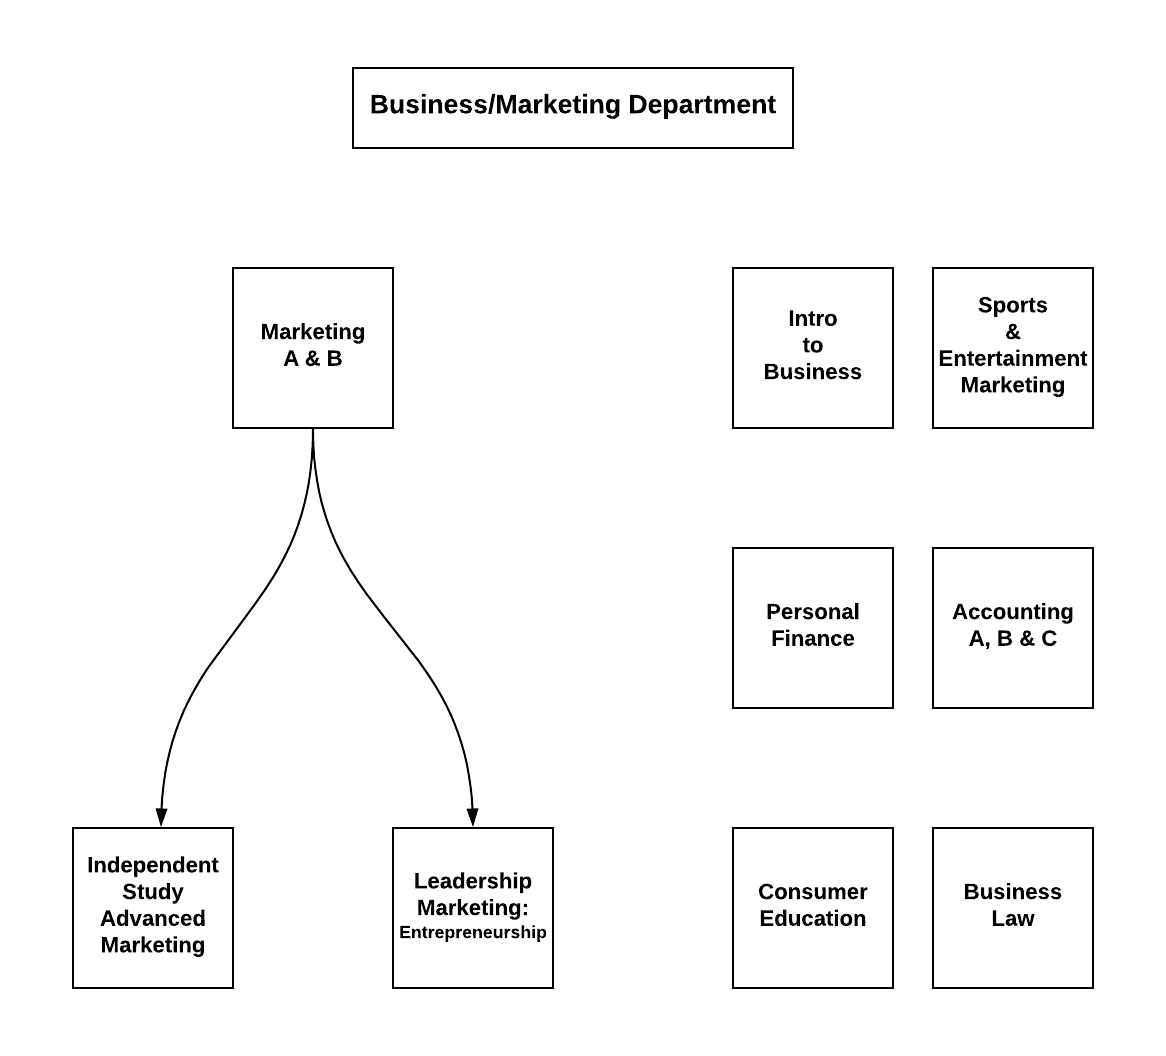 Business/Marketing Department
Marketing
A & B
Intro
to
Business
Sports
&
Entertainment
Marketing
Personal
Finance
Accounting
A, B & C
Independent
Study
Advanced
Marketing
Leadership
Marketing:
Entrepreneurship
Consumer
Education
Business
Law